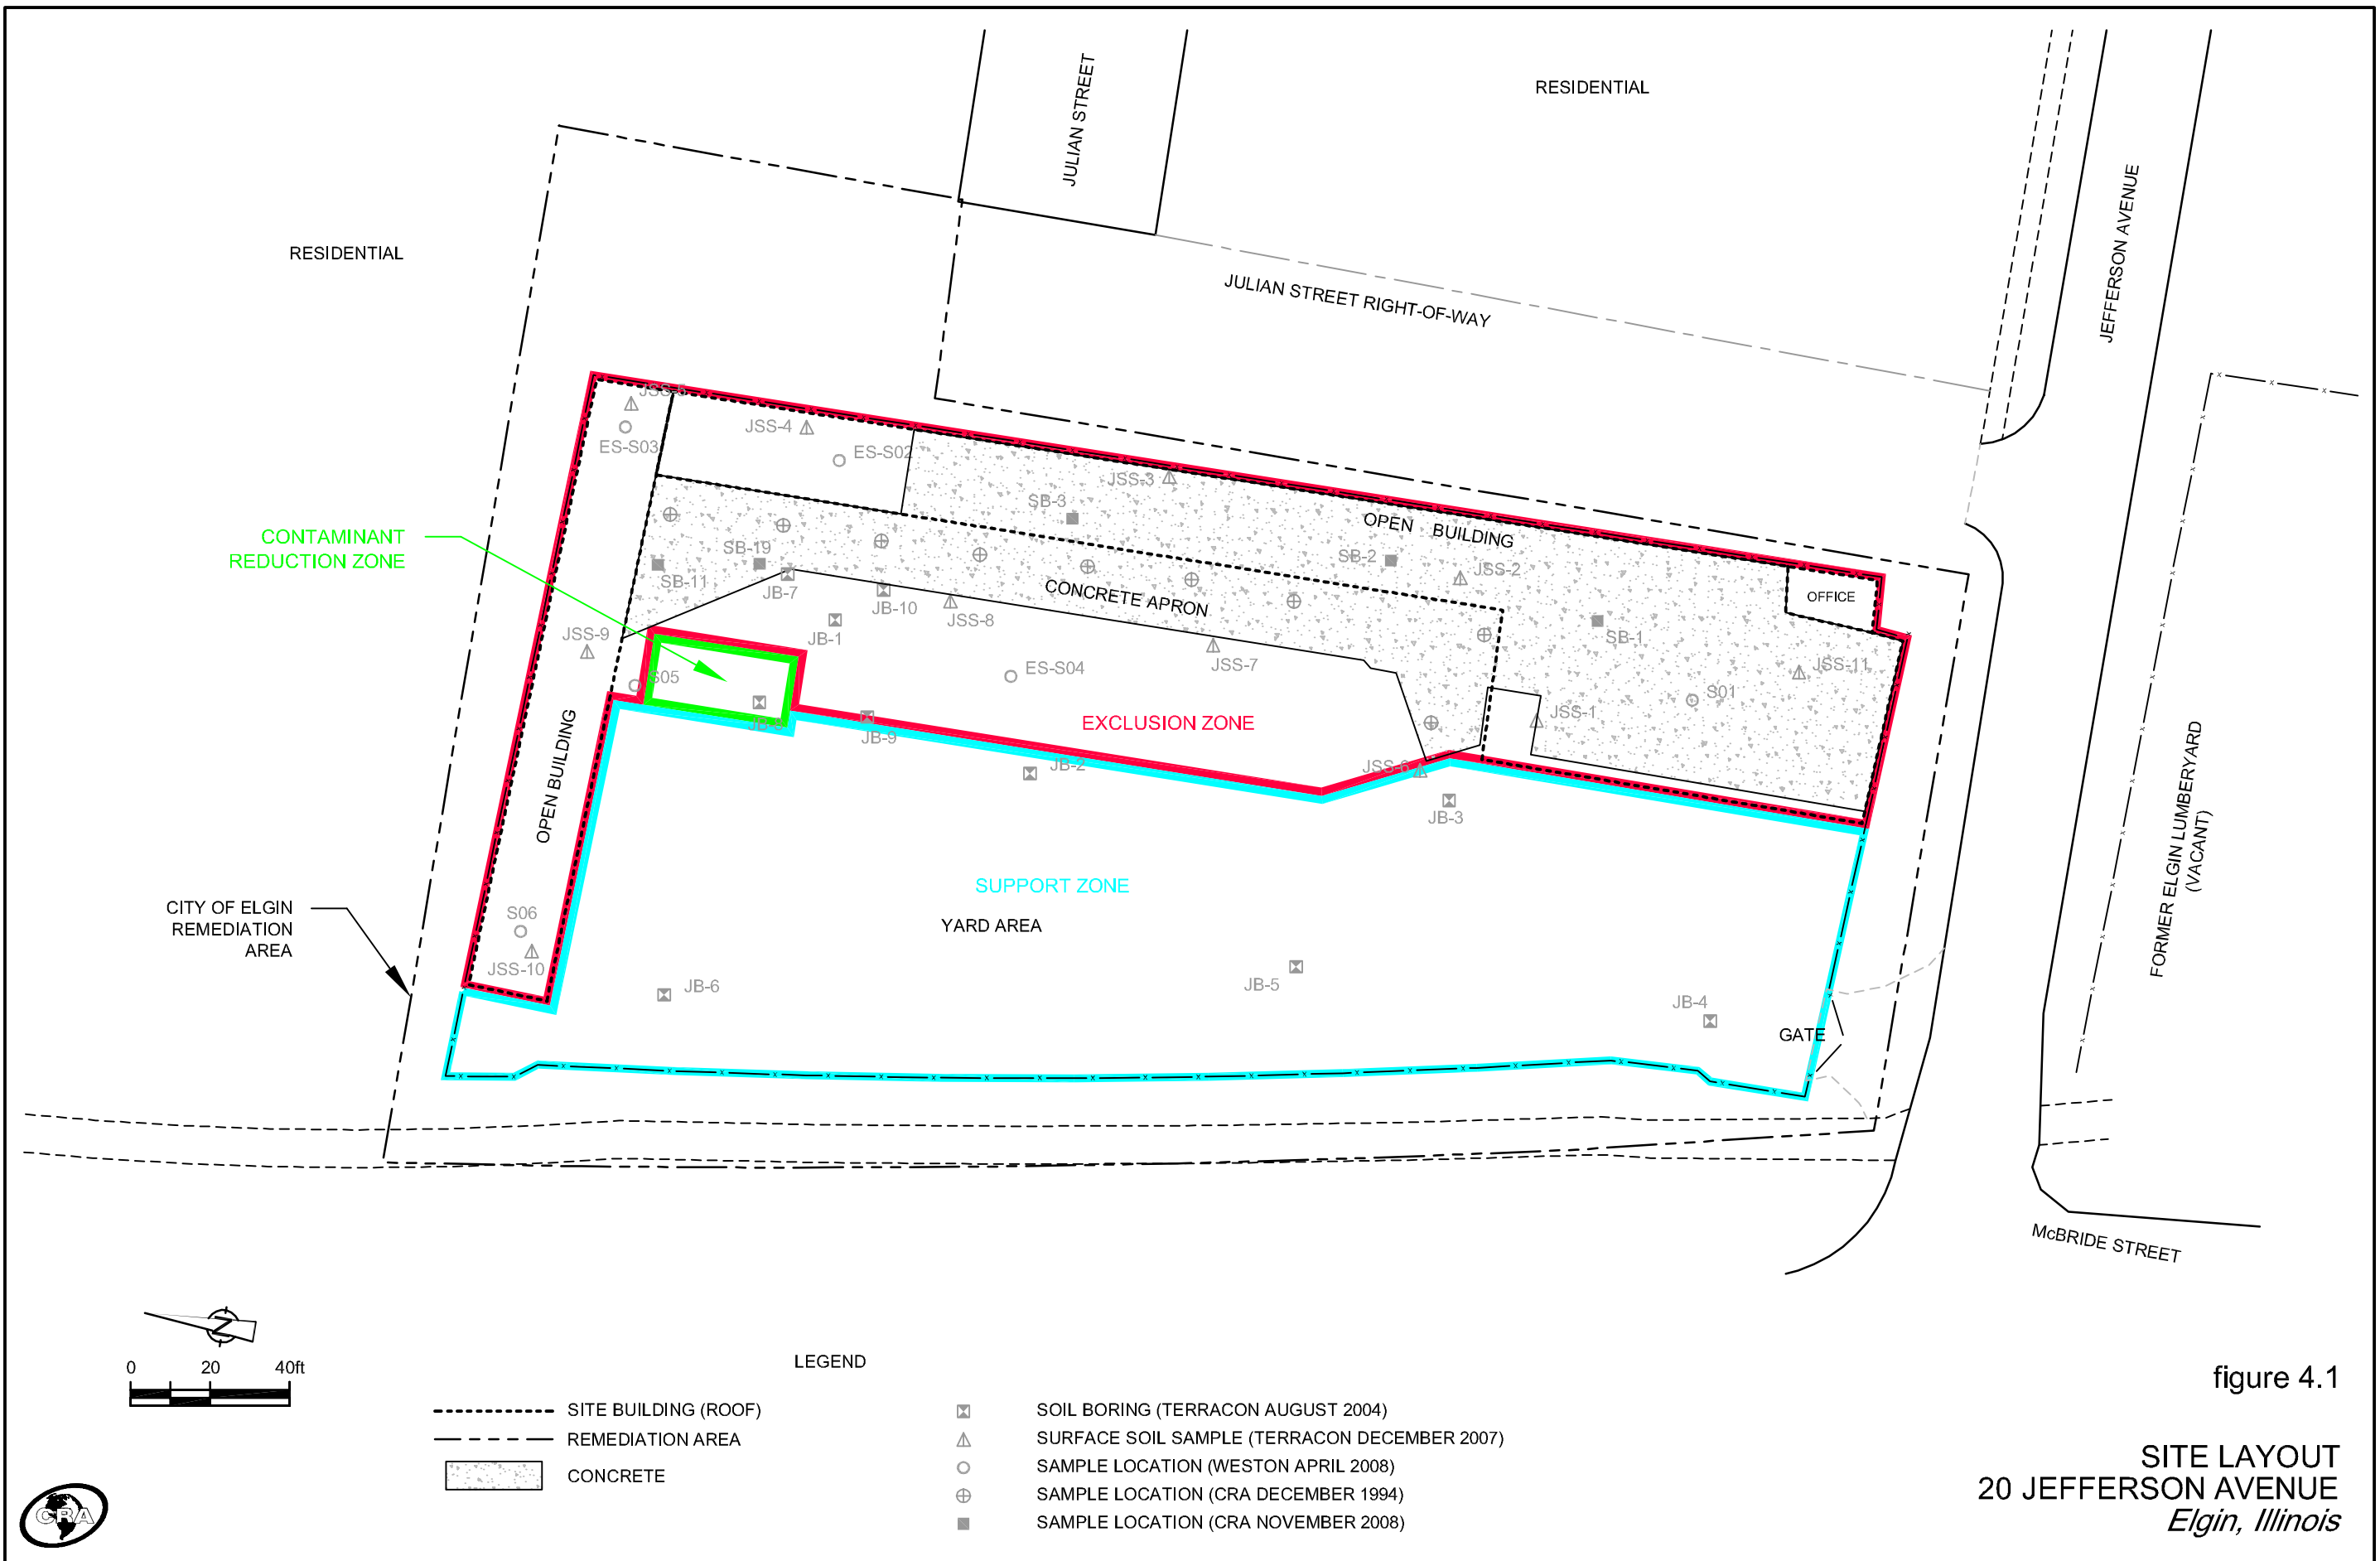 RESIDENTIAL
JULIAN STREET
RESIDENTIAL
JEFFERSON AVENUE
JULIAN STREET RIGHT-OF-WAY
JSS-5
ES-S03
JSS-4
ES-S02
JSS-3
SB-3
OPEN BUILDING
CONTAMINANT
REDUCTION ZONE
SB-19
SB-11
JB-7
JB-10
JSS-8
CONCRETE APRON
SB-2
JSS-2
OFFICE
JSS-9
JB-1
JSS-7
SB-1
JSS-11
S05
ES-S04
S01
JB-8
JB-9
EXCLUSION ZONE
JSS-1
JB-2
JSS-6
JB-3
OPEN BUILDING
FORMER ELGIN LUMBERYARD
(VACANT)
SUPPORT ZONE
YARD AREA
CITY OF ELGIN
REMEDIATION
AREA
S06
JSS-10
JB-6
JB-5
JB-4
GATE
McBRIDE STREET
N
0 20 40ft
LEGEND
SITE BUILDING (ROOF)
REMEDIATION AREA
CONCRETE
SOIL BORING (TERRACON AUGUST 2004)
SURFACE SOIL SAMPLE (TERRACON DECEMBER 2007)
SAMPLE LOCATION (WESTON APRIL 2008)
SAMPLE LOCATION (CRA DECEMBER 1994)
SAMPLE LOCATION (CRA NOVEMBER 2008)
CRA
figure 4.1
SITE LAYOUT
20 JEFFERSON AVENUE
Elgin, Illinois